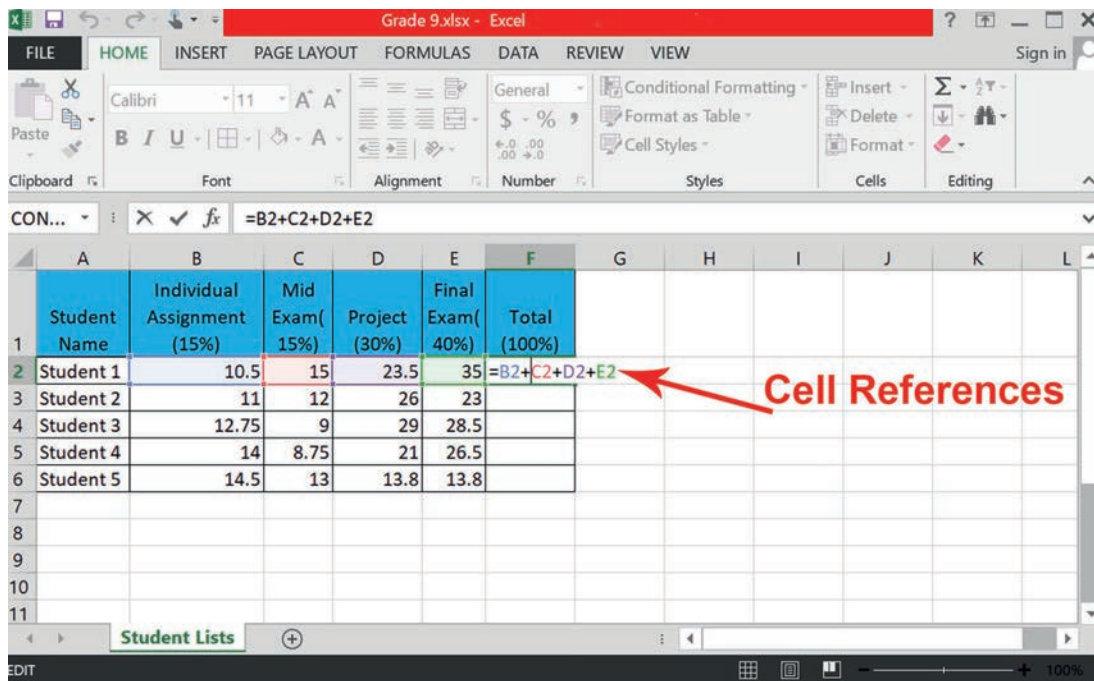 Grade 9.xlsx - Excel
?
FILE HOME INSERT PAGE LAYOUT FORMULAS DATA REVIEW VIEW Sign in
Paste
Calibri 11 A A
B I U A
General
$ % ,
.0 .00
.00 .0
Conditional Formatting
Format as Table
Cell Styles
Insert
Delete
Format
Σ
Clipboard Font Alignment Number Styles Cells Editing
CON... fx =B2+C2+D2+E2
A B C D E F G H I J K L
1 Student Name Individual Assignment (15%) Mid Exam( 15%) Project (30%) Final Exam( 40%) Total (100%)
2 Student 1 10.5 15 23.5 35 =B2+C2+D2+E2
Cell References
3 Student 2 11 12 26 23
4 Student 3 12.75 9 29 28.5
5 Student 4 14 8.75 21 26.5
6 Student 5 14.5 13 13.8 13.8
7
8
9
10
11
Student Lists
EDIT 100%